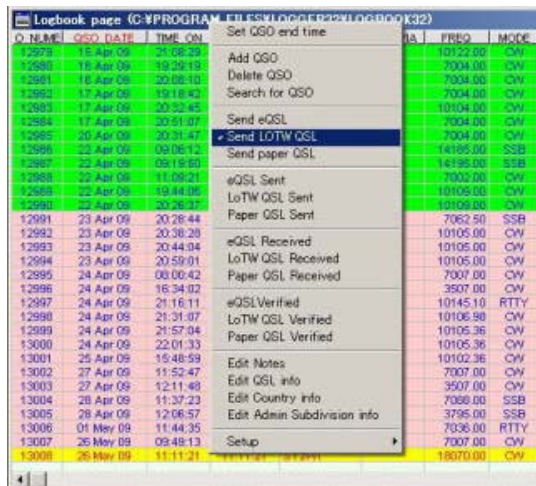 Logbook page (C:¥PROGRAM FILES¥LOGGER32¥LOGBOOK32)
O_NUME QSO_DATE TIME_ON IA FREQ MODE
Set QSO end time
Add QSO
Delete QSO
Search for QSO
Send eQSL
Send LOTW QSL
Send paper QSL
eQSL Sent
LoTW QSL Sent
Paper QSL Sent
eQSL Received
LoTW QSL Received
Paper QSL Received
eQSLVerified
LoTW QSL Verified
Paper QSL Verified
Edit Notes
Edit QSL info
Edit Country info
Edit Admin Subdivision info
Setup
12979 15 Apr 09 21:08:29 10122.00 CW
12980 16 Apr 09 19:29:19 7004.00 CW
12981 16 Apr 09 20:08:10 7004.00 CW
12982 17 Apr 09 19:18:42 7004.00 CW
12983 17 Apr 09 20:32:45 10104.00 CW
12984 17 Apr 09 20:51:07 7004.00 CW
12985 20 Apr 09 20:31:47 7004.00 CW
12986 22 Apr 09 09:06:12 14185.00 SSB
12987 22 Apr 09 09:19:50 14195.00 SSB
12988 22 Apr 09 11:09:21 7002.00 CW
12989 22 Apr 09 19:44:06 10109.00 CW
12990 22 Apr 09 20:26:37 10109.00 CW
12991 23 Apr 09 20:28:44 7062.50 SSB
12992 23 Apr 09 20:38:28 10105.00 CW
12993 23 Apr 09 20:44:04 10105.00 CW
12994 23 Apr 09 20:59:01 10105.00 CW
12995 24 Apr 09 08:00:42 7007.00 CW
12996 24 Apr 09 16:34:02 3507.00 CW
12997 24 Apr 09 21:16:11 10145.10 RTTY
12998 24 Apr 09 21:31:07 10106.98 CW
12999 24 Apr 09 21:57:04 10105.36 CW
13000 24 Apr 09 22:01:33 10105.36 CW
13001 25 Apr 09 15:48:59 10102.36 CW
13002 27 Apr 09 11:52:47 7007.00 CW
13003 27 Apr 09 12:11:48 3507.00 CW
13004 28 Apr 09 11:37:23 7088.00 SSB
13005 28 Apr 09 12:06:57 3795.00 SSB
13006 01 May 09 11:44:35 7036.00 RTTY
13007 26 May 09 09:49:13 7007.00 CW
13008 26 May 09 11:11:21 18070.00 CW